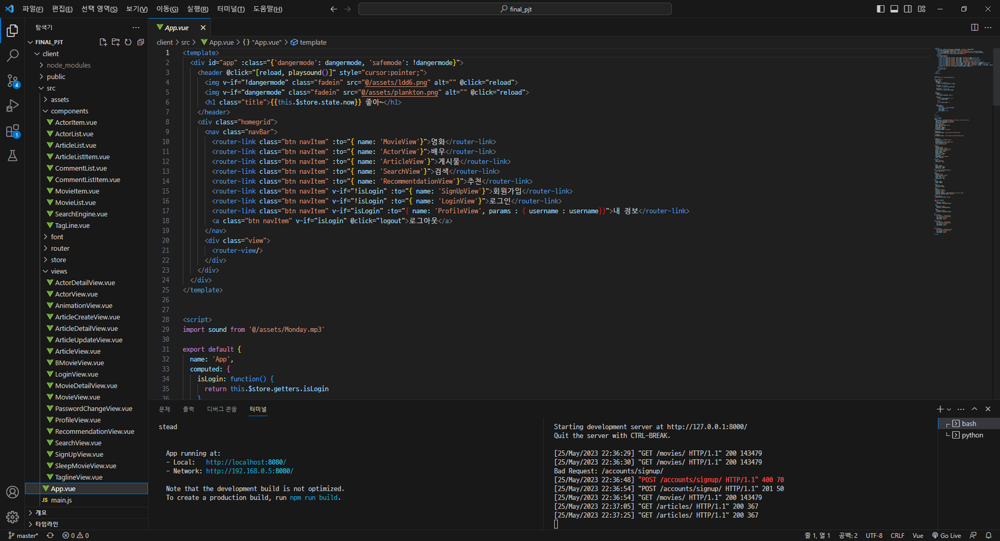 파일(F) 편집(E) 선택 영역(S) 보기(V) 이동(G) 실행(R) 터미널(T) 도움말(H)
final_pjt
탐색기
FINAL_PJT
client
node_modules
public
src
assets
components
ActorItem.vue
ActorList.vue
ArticleList.vue
ArticleListItem.vue
CommentList.vue
CommentListItem.vue
MovieItem.vue
MovieList.vue
SearchEngine.vue
TagLine.vue
font
router
store
views
ActorDetailView.vue
ActorView.vue
AnimationView.vue
ArticleCreateView.vue
ArticleDetailView.vue
ArticleUpdateView.vue
ArticleView.vue
BMovieView.vue
LoginView.vue
MovieDetailView.vue
MovieView.vue
PasswordChangeView.vue
ProfileView.vue
RecommendationView.vue
SearchView.vue
SignUpView.vue
SleepMovieView.vue
TaglineView.vue
App.vue
JS main.js
개요
타임라인
4
1
App.vue
client > src > App.vue > {} "App.vue" > template
1 <template>
2 <div id="app" :class="{'dangermode': dangermode, 'safemode': !dangermode}">
3 <header @click="[reload, playsound()]" style="cursor:pointer;">
4 <img v-if="!dangermode" class="fadein" src="@/assets/ldd6.png" alt="" @click="reload">
5 <img v-if="dangermode" class="fadein" src="@/assets/plankton.png" alt="" @click="reload">
6 <h1 class="title">{{this.$store.state.now}} 좋아~</h1>
7 </header>
8 <div class="homegrid">
9 <nav class="navBar">
10 <router-link class="btn navItem" :to="{ name: 'MovieView'}">영화</router-link>
11 <router-link class="btn navItem" :to="{ name: 'ActorView'}">배우</router-link>
12 <router-link class="btn navItem" :to="{ name: 'ArticleView'}">게시물</router-link>
13 <router-link class="btn navItem" :to="{ name: 'SearchView'}">검색</router-link>
14 <router-link class="btn navItem" :to="{ name: 'RecommentdationView'}">추천</router-link>
15 <router-link class="btn navItem" v-if="!isLogin" :to="{ name: 'SignUpView'}">회원가입</router-link>
16 <router-link class="btn navItem" v-if="!isLogin" :to="{ name: 'LoginView'}">로그인</router-link>
17 <router-link class="btn navItem" v-if="isLogin" :to="{ name: 'ProfileView', params : { username : username}}">내 정보</router-link>
18 <a class="btn navItem" v-if="isLogin" @click="logout">로그아웃</a>
19 </nav>
20 <div class="view">
21 <router-view/>
22 </div>
23 </div>
24 </div>
25 </template>
26
27
28 <script>
29 import sound from '@/assets/Monday.mp3'
30
31 export default {
32 name: 'App',
33 computed: {
34 isLogin: function() {
35 return this.$store.getters.isLogin
36 }
문제 출력 디버그 콘솔 터미널
stead
App running at:
- Local: http://localhost:8080/
- Network: http://192.168.0.5:8080/
Note that the development build is not optimized.
To create a production build, run npm run build.
Starting development server at http://127.0.0.1:8000/
Quit the server with CTRL-BREAK.
[25/May/2023 22:36:29] "GET /movies/ HTTP/1.1" 200 143479
[25/May/2023 22:36:30] "GET /movies/ HTTP/1.1" 200 143479
Bad Request: /accounts/signup/
[25/May/2023 22:36:48] "POST /accounts/signup/ HTTP/1.1" 400 70
[25/May/2023 22:36:54] "POST /accounts/signup/ HTTP/1.1" 201 50
[25/May/2023 22:36:54] "GET /movies/ HTTP/1.1" 200 143479
[25/May/2023 22:37:05] "GET /articles/ HTTP/1.1" 200 367
[25/May/2023 22:37:25] "GET /articles/ HTTP/1.1" 200 367
bash
python
master* 0 0
줄 1, 열 1 공백: 2 UTF-8 CRLF Vue Go Live